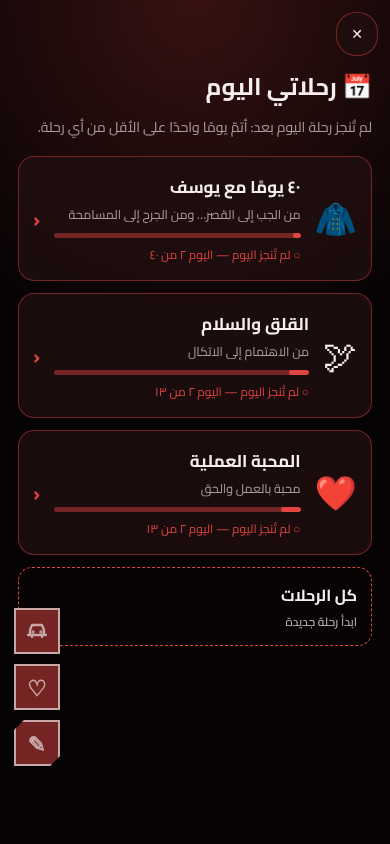 رحلاتي اليوم
لم تُنجز رحلة اليوم بعد: أتمّ يومًا واحدًا على الأقل من أي رحلة.
٤٠ يومًا مع يوسف
من الجب إلى القصر... ومن الجرح إلى المسامحة
○ لم تُنجز اليوم — اليوم ٢ من ٤٠
القلق والسلام
من الاهتمام إلى الاتكال
○ لم تُنجز اليوم — اليوم ٢ من ١٣
المحبة العملية
محبة بالعمل والحق
○ لم تُنجز اليوم — اليوم ٢ من ١٣
كل الرحلات
ابدأ رحلة جديدة